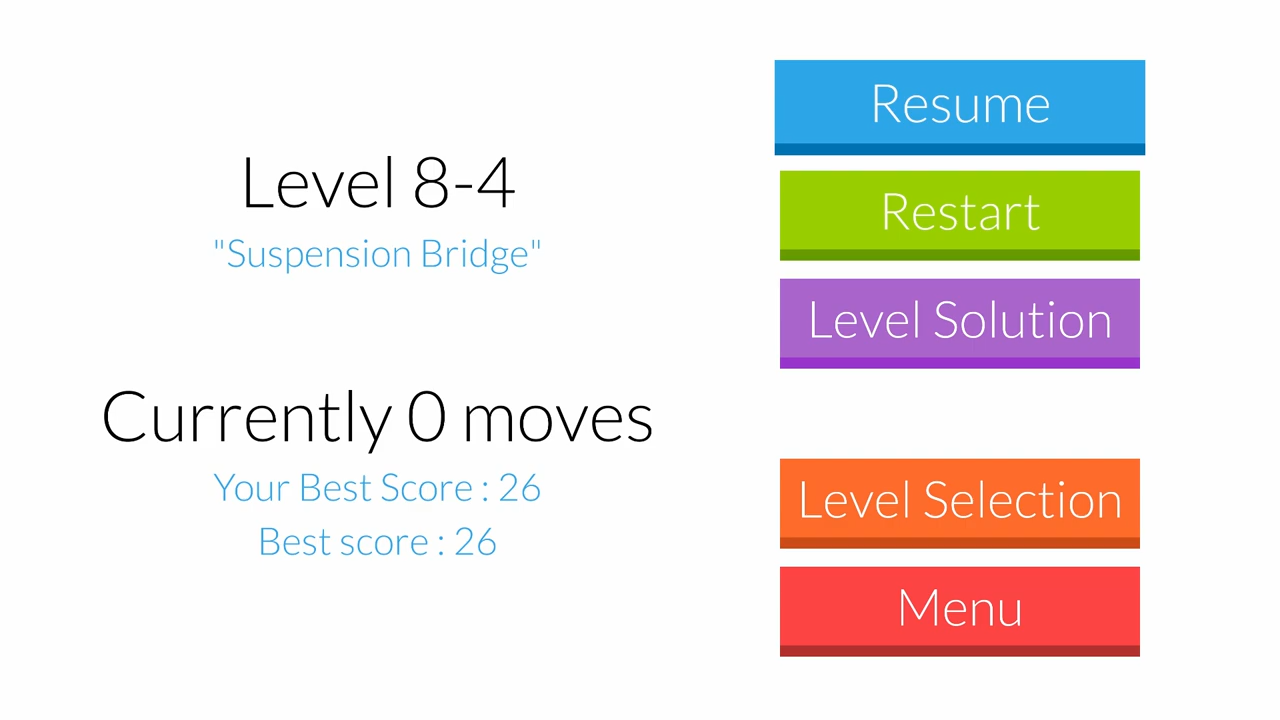 Level 8-4
"Suspension Bridge"
Currently 0 moves
Your Best Score : 26
Best score : 26
Resume
Restart
Level Solution
Level Selection
Menu